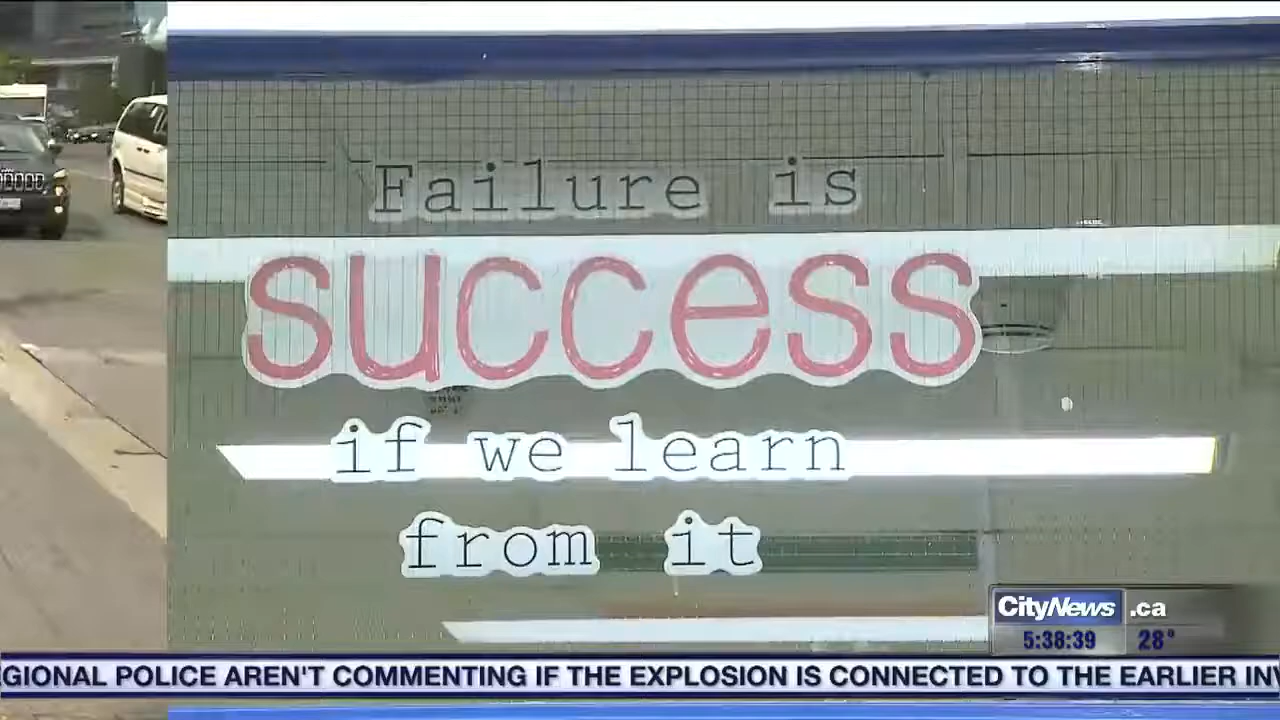 Failure is
success
if we learn
from it
CityNews .ca
5:38:39 28°
GIONAL POLICE AREN'T COMMENTING IF THE EXPLOSION IS CONNECTED TO THE EARLIER IN